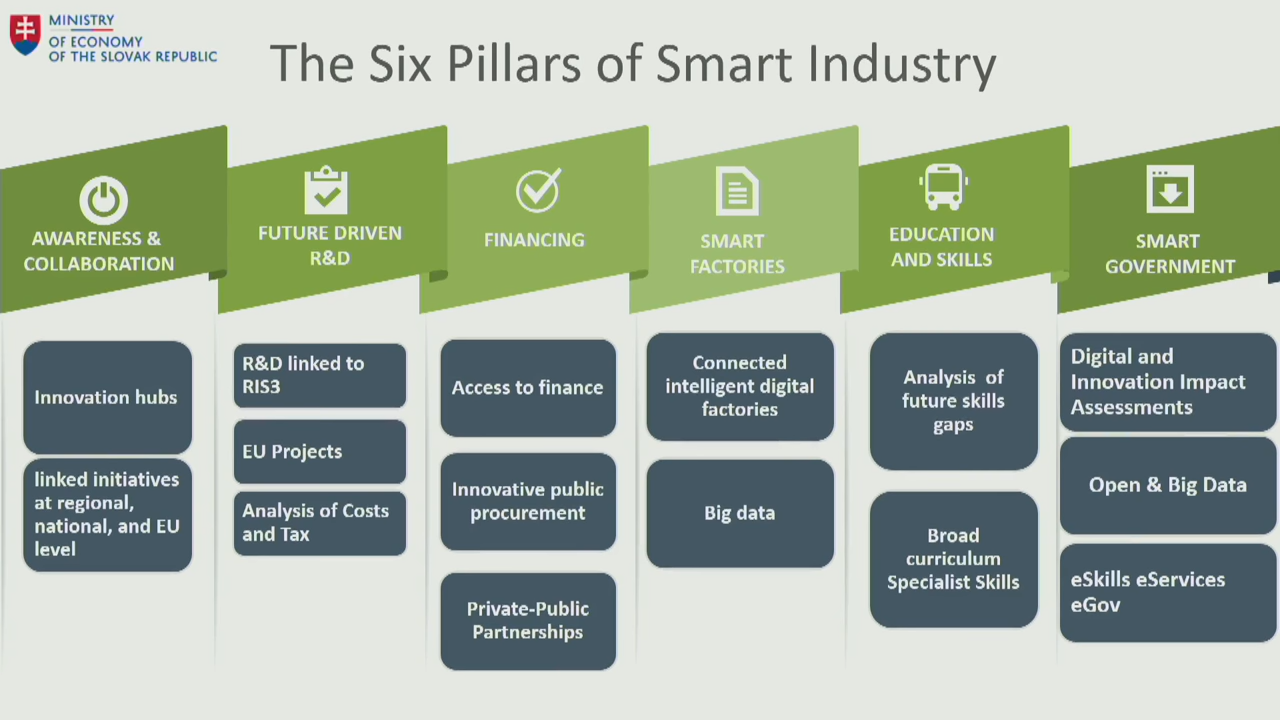 MINISTRY
OF ECONOMY
OF THE SLOVAK REPUBLIC
The Six Pillars of Smart Industry
AWARENESS &
COLLABORATION
Innovation hubs
linked initiatives
at regional,
national, and EU
level
FUTURE DRIVEN
R&D
R&D linked to
RIS3
EU Projects
Analysis of Costs
and Tax
FINANCING
Access to finance
Innovative public
procurement
Private-Public
Partnerships
SMART
FACTORIES
Connected
intelligent digital
factories
Big data
EDUCATION
AND SKILLS
Analysis of
future skills
gaps
Broad
curriculum
Specialist Skills
SMART
GOVERNMENT
Digital and
Innovation Impact
Assessments
Open & Big Data
eSkills eServices
eGov